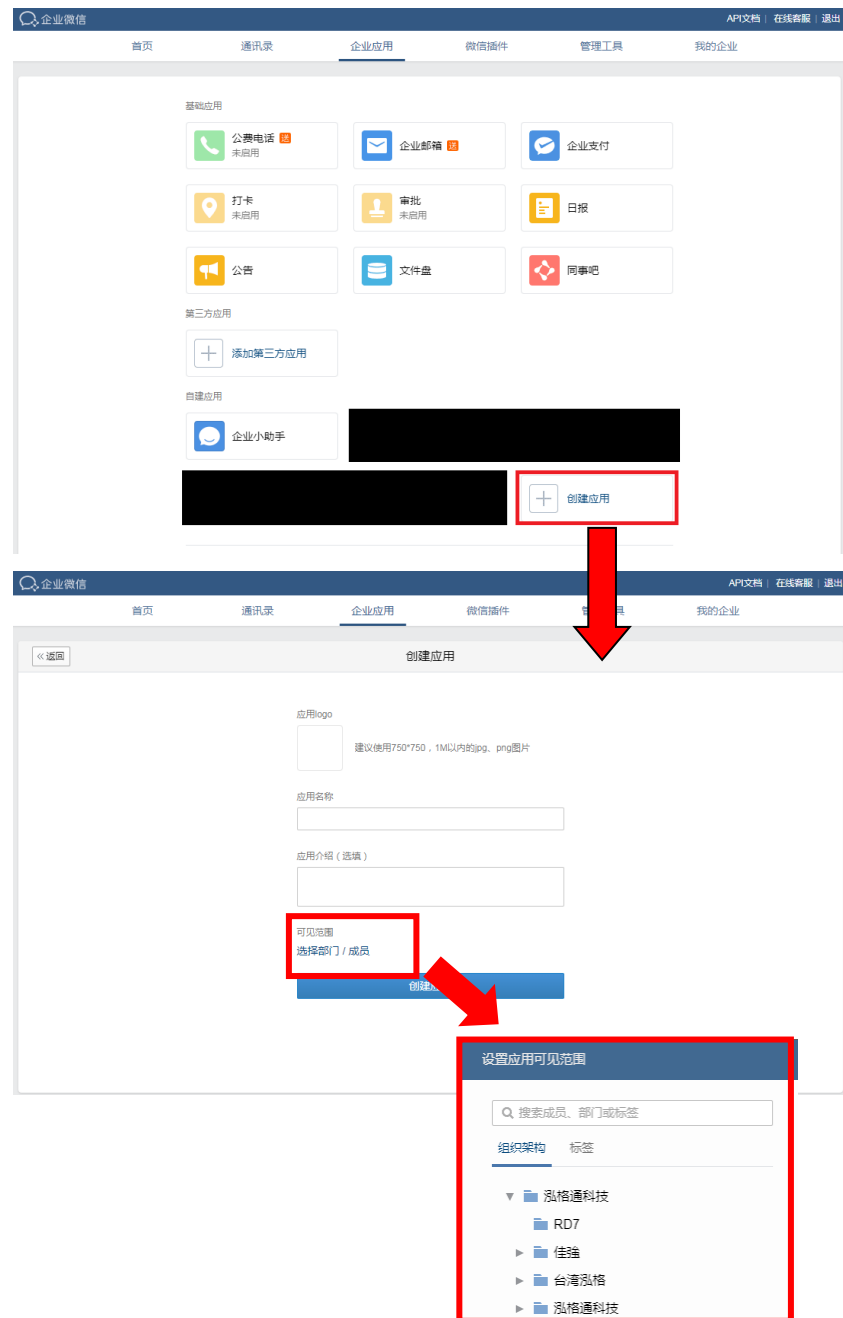 企业微信
API文档 | 在线客服 | 退出
首页 通讯录 企业应用 微信插件 管理工具 我的企业
基础应用
公费电话 送
未启用
企业邮箱 送
企业支付
打卡
未启用
审批
未启用
日报
公告
文件盘
同事吧
第三方应用
添加第三方应用
自建应用
企业小助手
创建应用
企业微信
API文档 | 在线客服 | 退出
首页 通讯录 企业应用 微信插件 具 我的企业
<<返回
创建应用
应用logo
建议使用750*750，1M以内的jpg、png图片
应用名称
应用介绍（选填）
可见范围
选择部门 / 成员
创建
设置应用可见范围
搜索成员、部门或标签
组织架构 标签
泓格通科技
RD7
佳強
台湾泓格
泓格通科技